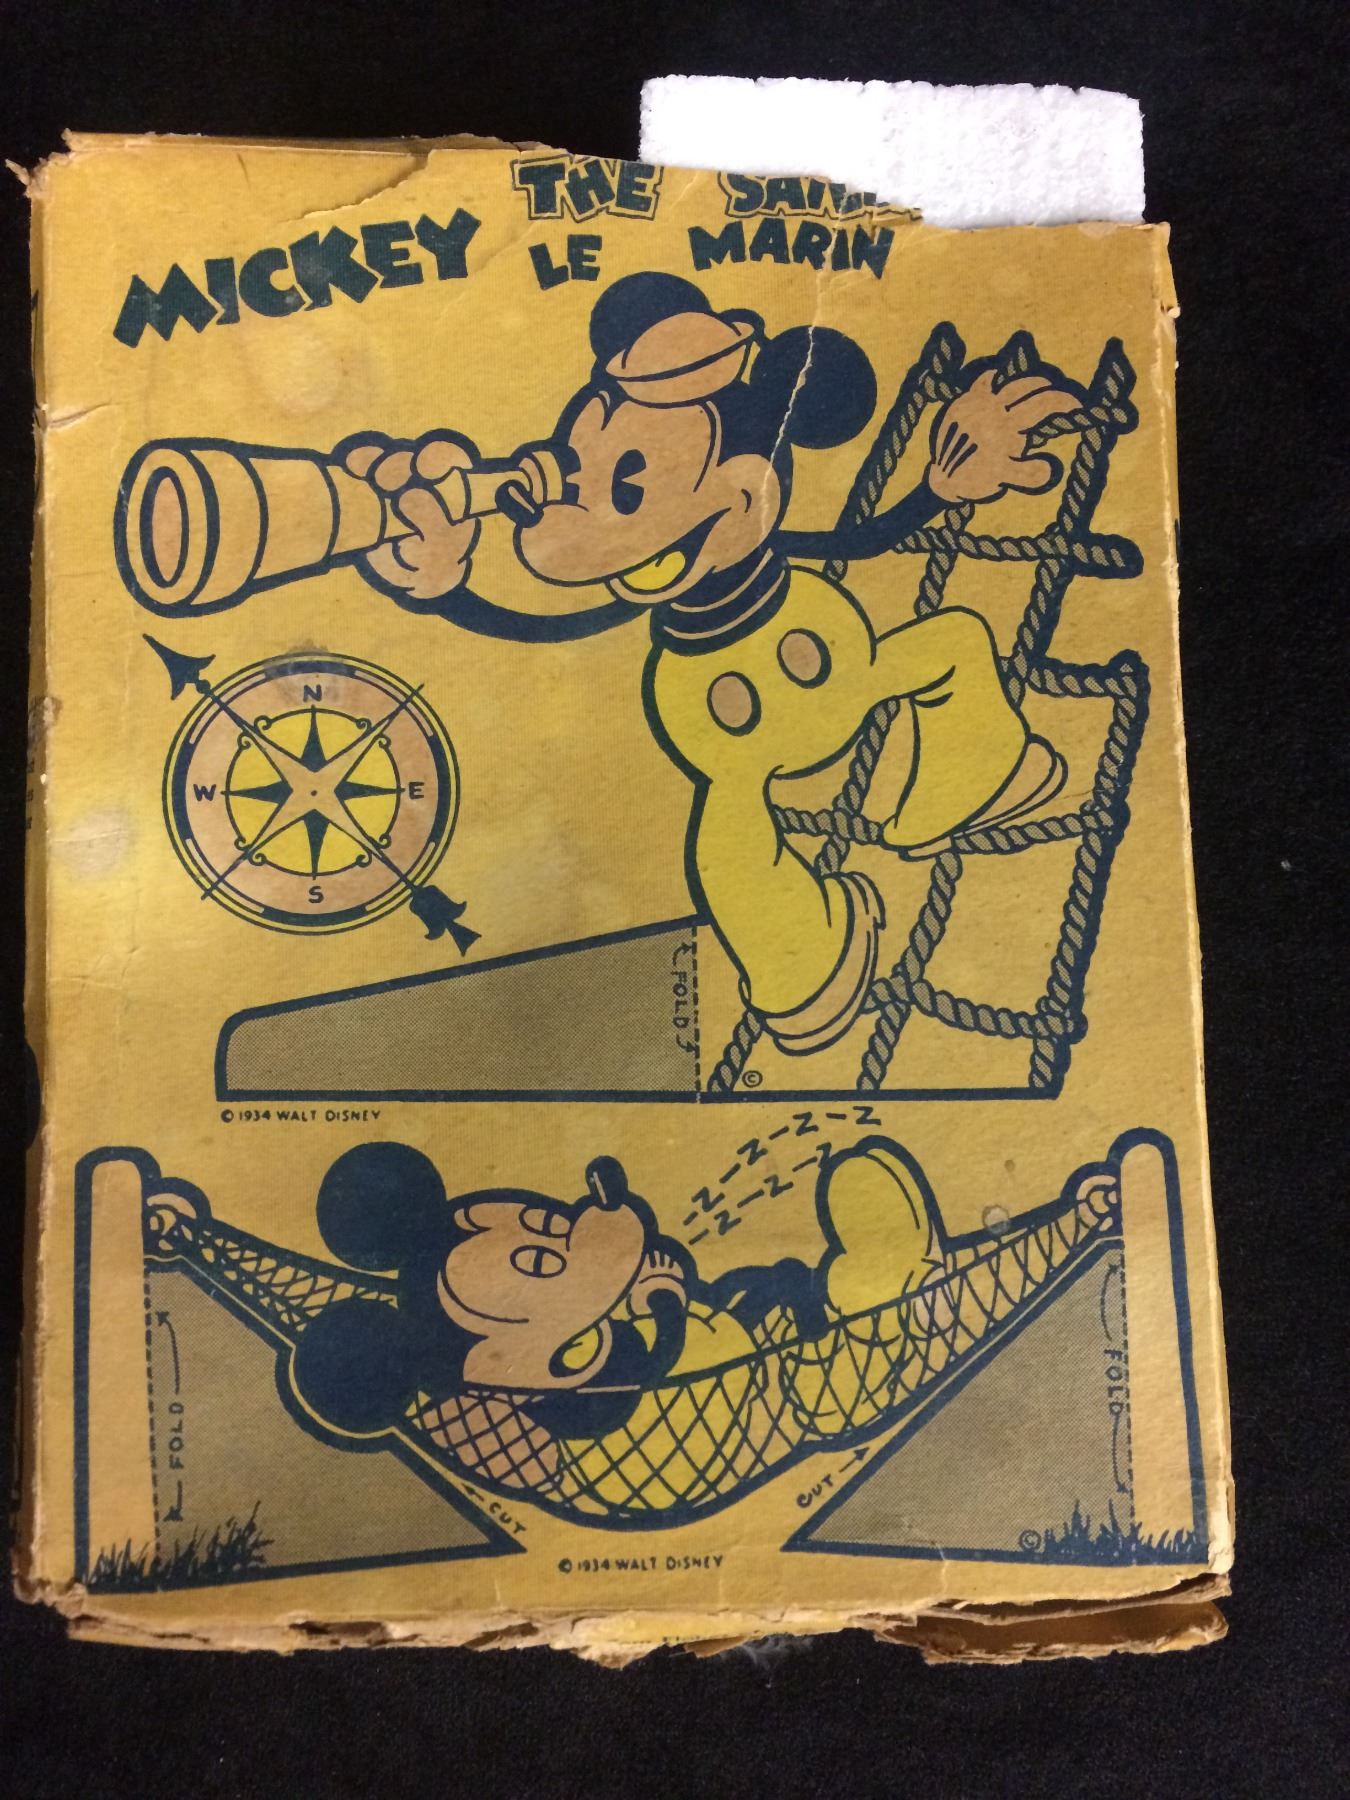 MICKEY THE
LE MARIN
N
W E
S
FOLD
©
© 1934 WALT DISNEY
Z-Z-Z-Z
Z-Z-Z
FOLD
FOLD
CUT
CUT
©
© 1934 WALT DISNEY